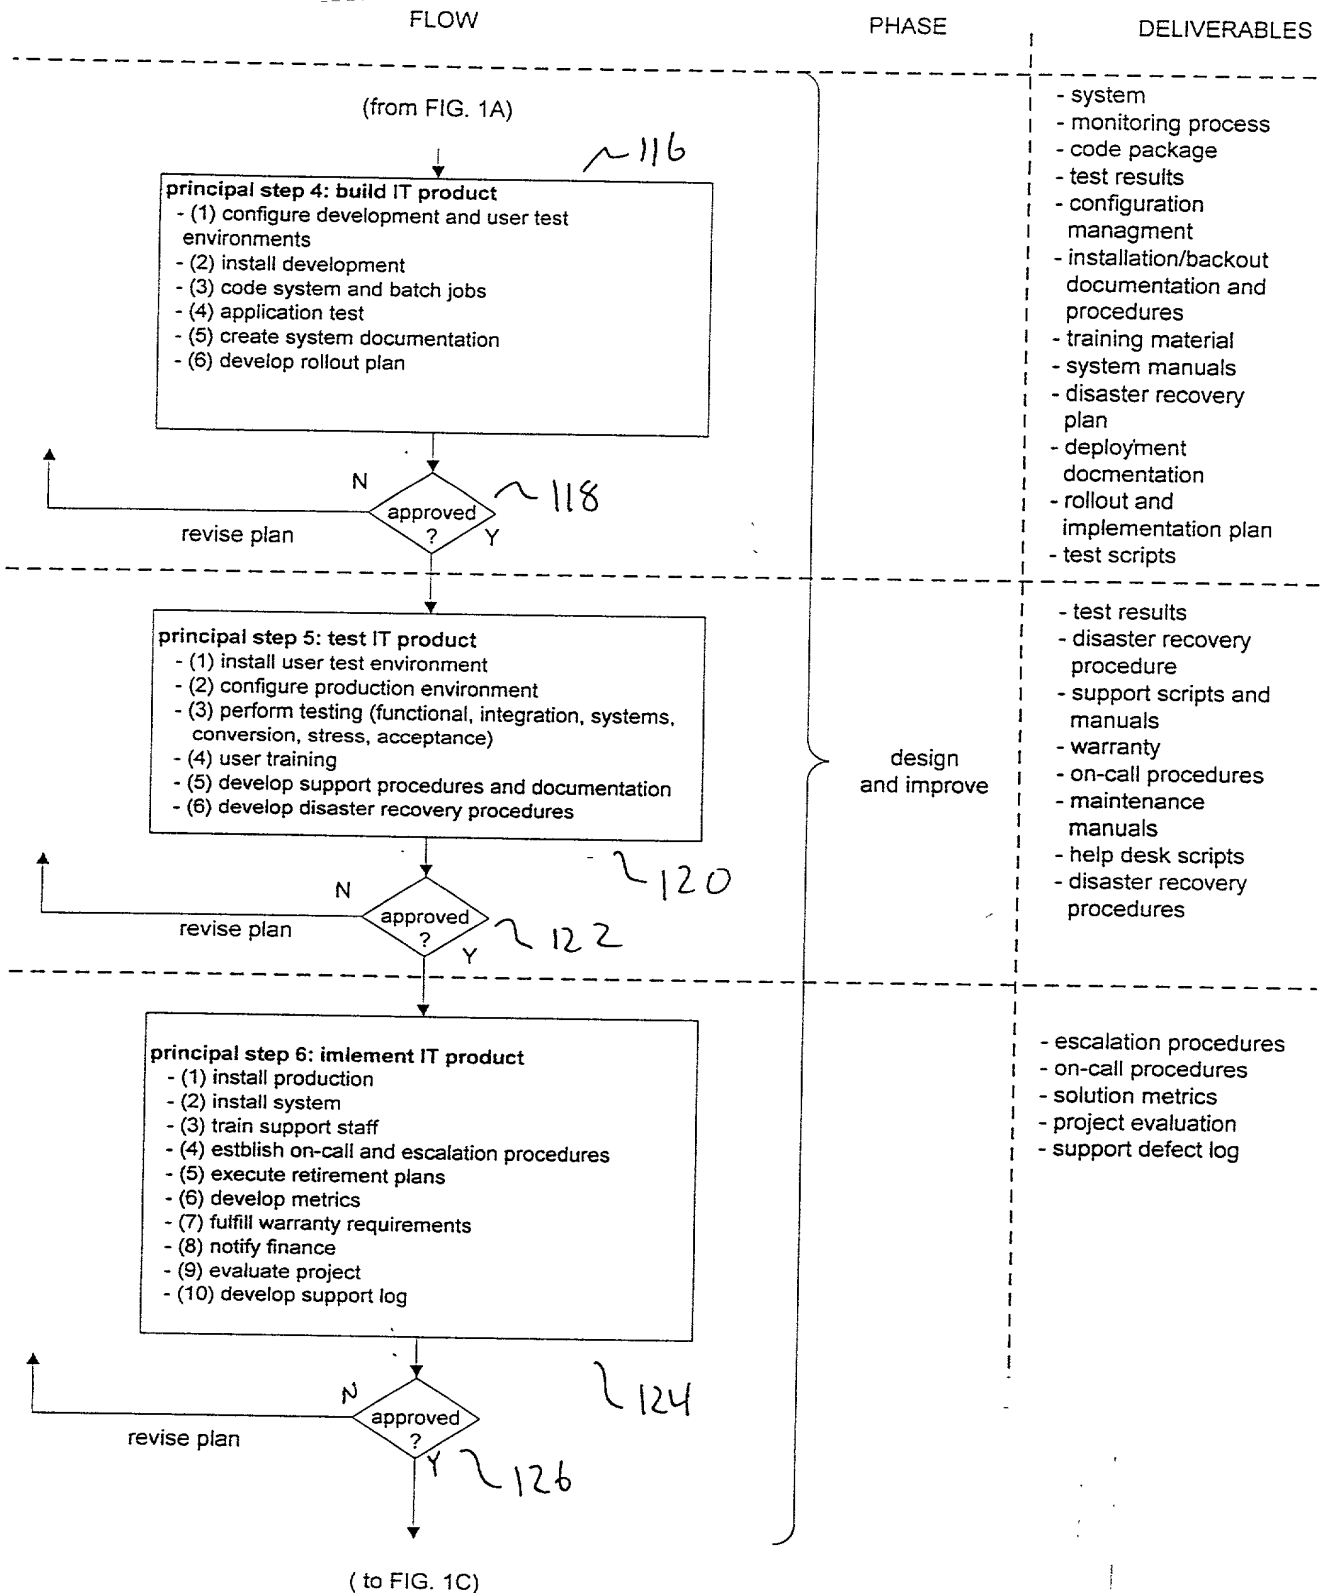 FLOW
PHASE
DELIVERABLES
(from FIG. 1A)
116
principal step 4: build IT product
- (1) configure development and user test
environments
- (2) install development
- (3) code system and batch jobs
- (4) application test
- (5) create system documentation
- (6) develop rollout plan
N
approved
?
Y
118
revise plan
- system
- monitoring process
- code package
- test results
- configuration
managment
- installation/backout
documentation and
procedures
- training material
- system manuals
- disaster recovery
plan
- deployment
docmentation
- rollout and
implementation plan
- test scripts
principal step 5: test IT product
- (1) install user test environment
- (2) configure production environment
- (3) perform testing (functional, integration, systems,
conversion, stress, acceptance)
- (4) user training
- (5) develop support procedures and documentation
- (6) develop disaster recovery procedures
120
N
approved
?
Y
122
revise plan
design
and improve
- test results
- disaster recovery
procedure
- support scripts and
manuals
- warranty
- on-call procedures
- maintenance
manuals
- help desk scripts
- disaster recovery
procedures
principal step 6: imlement IT product
- (1) install production
- (2) install system
- (3) train support staff
- (4) estblish on-call and escalation procedures
- (5) execute retirement plans
- (6) develop metrics
- (7) fulfill warranty requirements
- (8) notify finance
- (9) evaluate project
- (10) develop support log
124
N
approved
?
Y
126
revise plan
- escalation procedures
- on-call procedures
- solution metrics
- project evaluation
- support defect log
( to FIG. 1C)